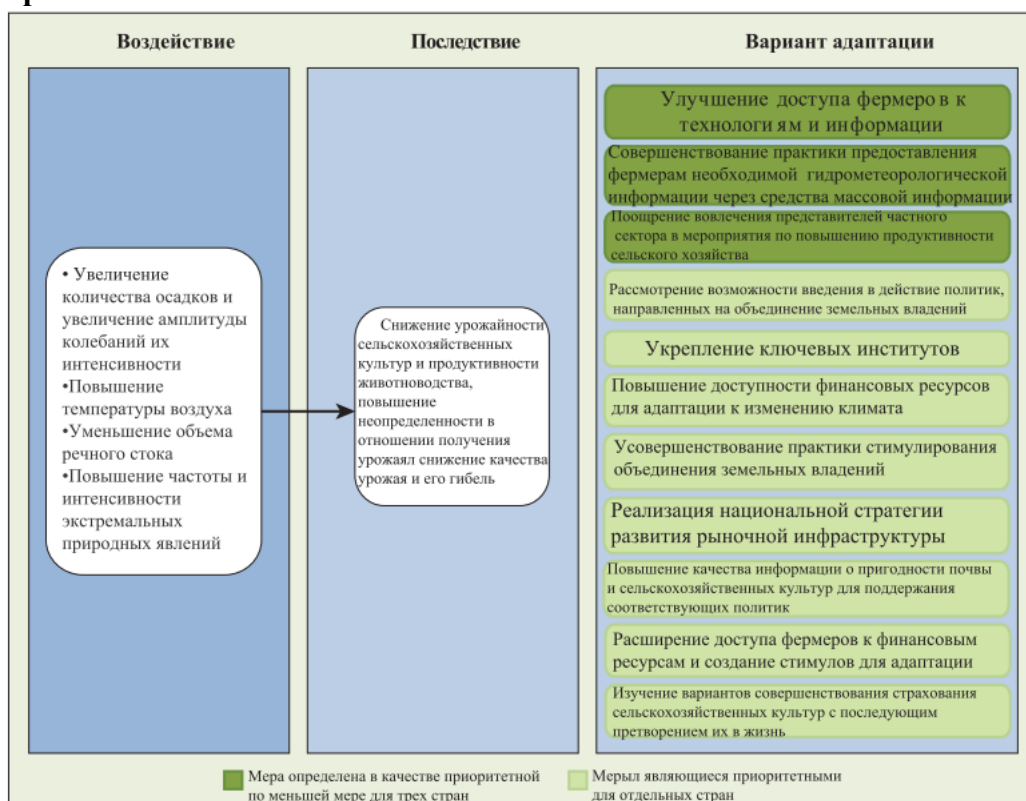 Воздействие
Последствие
Вариант адаптации
• Увеличение
количества осадков и
увеличение амплитуды
колебаний их
интенсивности
•Повышение
температуры воздуха
•Уменьшение объема
речного стока
•Повышение частоты и
интенсивности
экстремальных
природных явлений
Снижение урожайности
сельскохозяйственных
культур и продуктивности
животноводства,
повышение
неопределенности в
отношении получения
урожаял снижение качества
урожая и его гибель
Улучшение доступа фермеро в к
технологи ям и информации
Совершенствование практики предоставления
фермерам необходимой гидрометеорологической
информации через средства массовой информации
Поощрение вовлечения представителей частного
сектора в мероприятия по повышению продуктивности
сельского хозяйства
Рассмотрение возможности введения в действие политик,
направленных на объединение земельных владений
Укрепление ключевых институтов
Повышение доступности финансовых ресурсов
для адаптации к изменению климата
Усовершенствование практики стимулирования
объединения земельных владений
Реализация национальной стратегии
развития рыночной инфраструктуры
Повышение качества информации о пригодности почвы
и сельскохозяйственных культур для поддержания
соответствующих политик
Расширение доступа фермеров к финансовым
ресурсам и создание стимулов для адаптации
Изучение вариантов совершенствования страхования
сельскохозяйственных культур с последующим
претворением их в жизнь
Мера определена в качестве приоритетной
по меньшей мере для трех стран
Мерыл являющиеся приоритетными
для отдельных стран